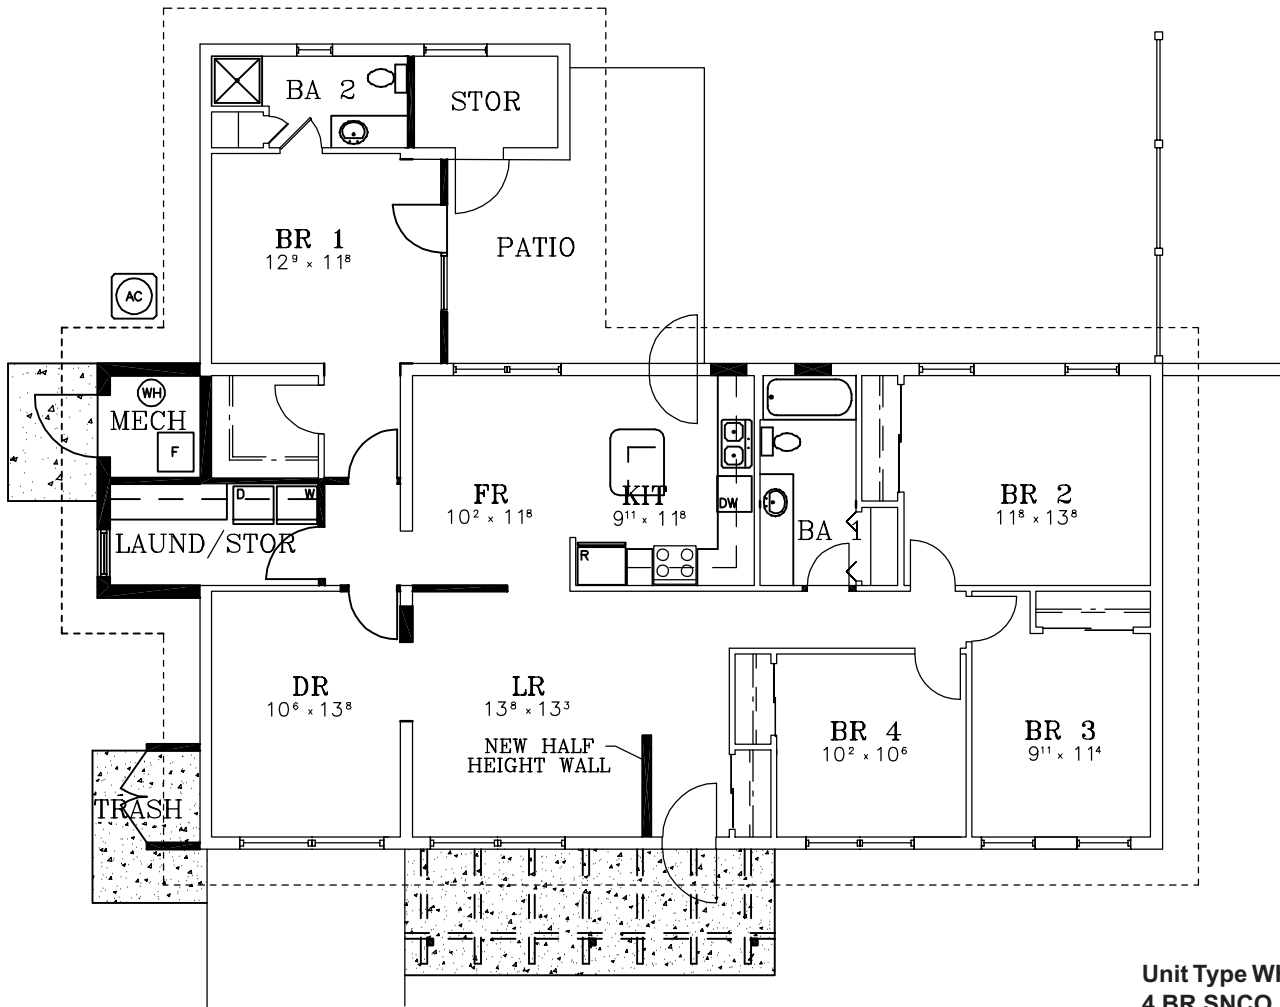 BA 2
STOR
BR 1
12⁹ × 11⁸
PATIO
AC
WH
MECH
F
D
W
LAUND/STOR
FR
10² × 11⁸
KIT
9¹¹ × 11⁸
DW
R
BA 1
BR 2
11⁸ × 13⁸
DR
10⁶ × 13⁸
LR
13⁸ × 13³
NEW HALF
HEIGHT WALL
BR 4
10² × 10⁶
BR 3
9¹¹ × 11⁴
TRASH
Unit Type
4 BR SNCO